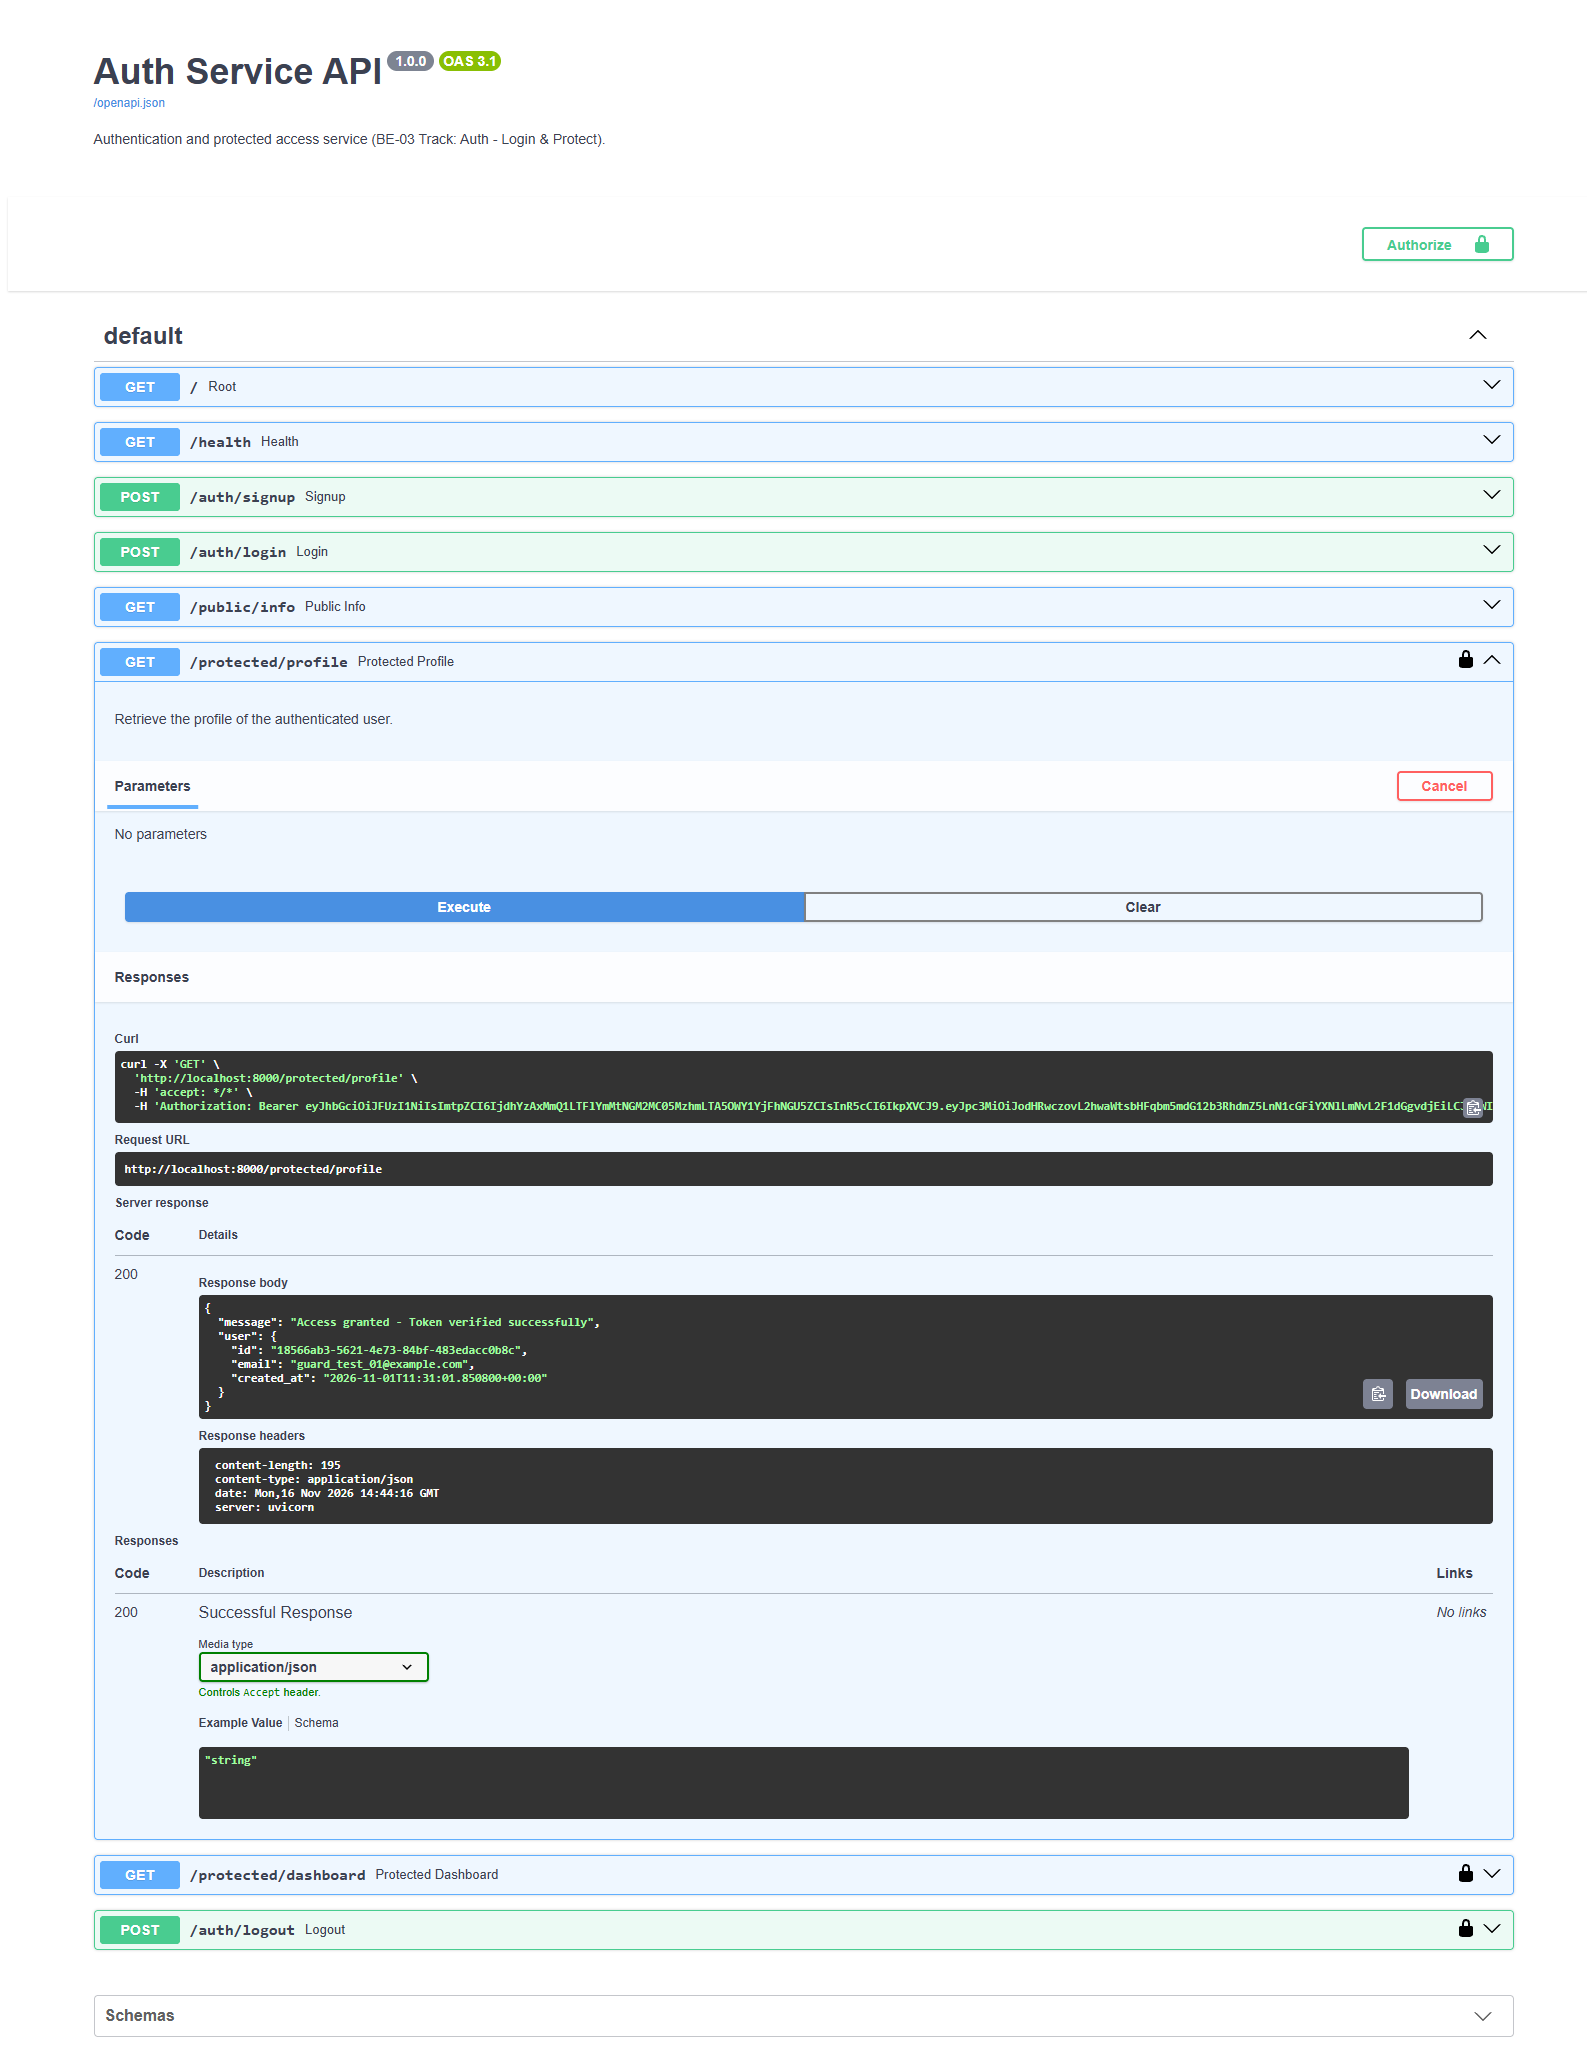 Auth Service API 1.0.0 OAS 3.1
/openapi.json
Authentication and protected access service (BE-03 Track: Auth - Login & Protect).
Authorize
default
GET / Root
GET /health Health
POST /auth/signup Signup
POST /auth/login Login
GET /public/info Public Info
GET /protected/profile Protected Profile
Retrieve the profile of the authenticated user.
Parameters
Cancel
No parameters
Execute
Clear
Responses
Curl
curl -X 'GET' \
'http://localhost:8000/protected/profile' \
-H 'accept: */*' \
-H 'Authorization: Bearer
Request URL
http://localhost:8000/protected/profile
Server response
Code Details
200
Response body
{
"message": "Access granted - Token verified successfully",
"user": {
"id": "18566ab3-5621-4e73-84bf-483edacc0b8c",
"email": "guard_test_01@example.com",
"created_at": "2026-11-01T11:31:01.850800+00:00"
}
}
Download
Response headers
content-length: 195
content-type: application/json
date: Mon,16 Nov 2026 14:44:16 GMT
server: uvicorn
Responses
Code Description Links
200 Successful Response No links
Media type
application/json
Controls Accept header.
Example Value Schema
"string"
GET /protected/dashboard Protected Dashboard
POST /auth/logout Logout
Schemas